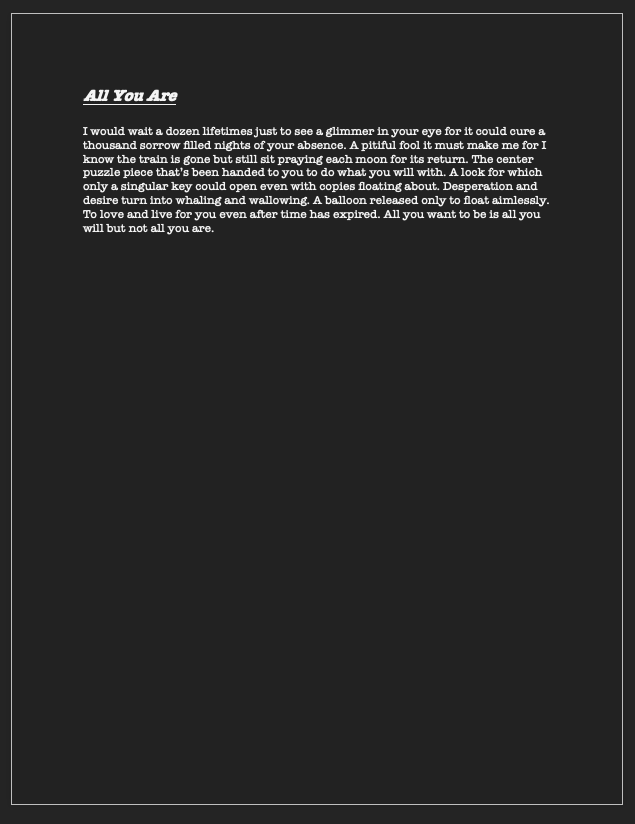 All You Are
I would wait a dozen lifetimes just to see a glimmer in your eye for it could cure a
thousand sorrow filled nights of your absence. A pitiful fool it must make me for I
know the train is gone but still sit praying each moon for its return. The center
puzzle piece that's been handed to you to do what you will with. A look for which
only a singular key could open even with copies floating about. Desperation and
desire turn into whaling and wallowing. A balloon released only to float aimlessly.
To love and live for you even after time has expired. All you want to be is all you
will but not all you are.